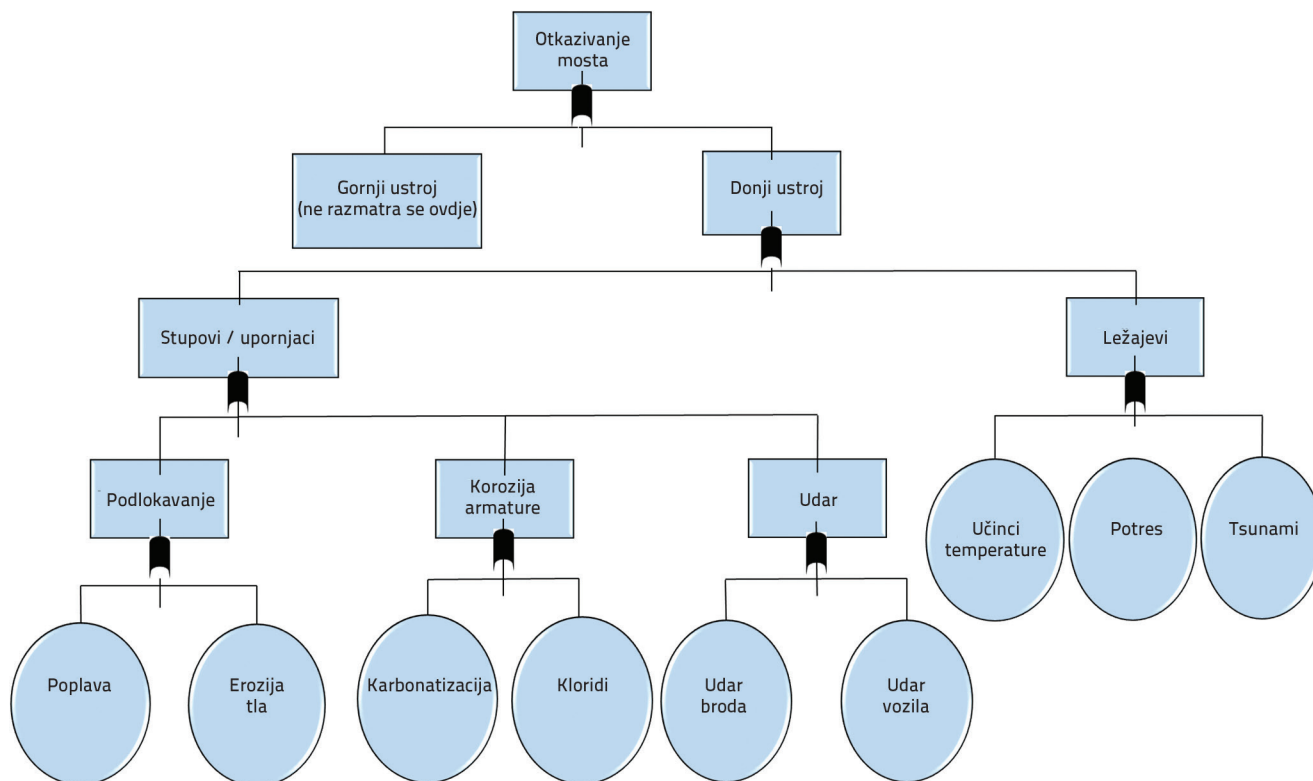 Otkazivanje
mosta
Gornji ustroj
(ne razmatra se ovdje)
Donji ustroj
Stupovi / upornjaci
Ležajevi
Podlokavanje
Korozija
armature
Udar
Učinci
temperature
Potres
Tsunami
Poplava
Erozija
tla
Karbonatizacija
Kloridi
Udar
broda
Udar
vozila